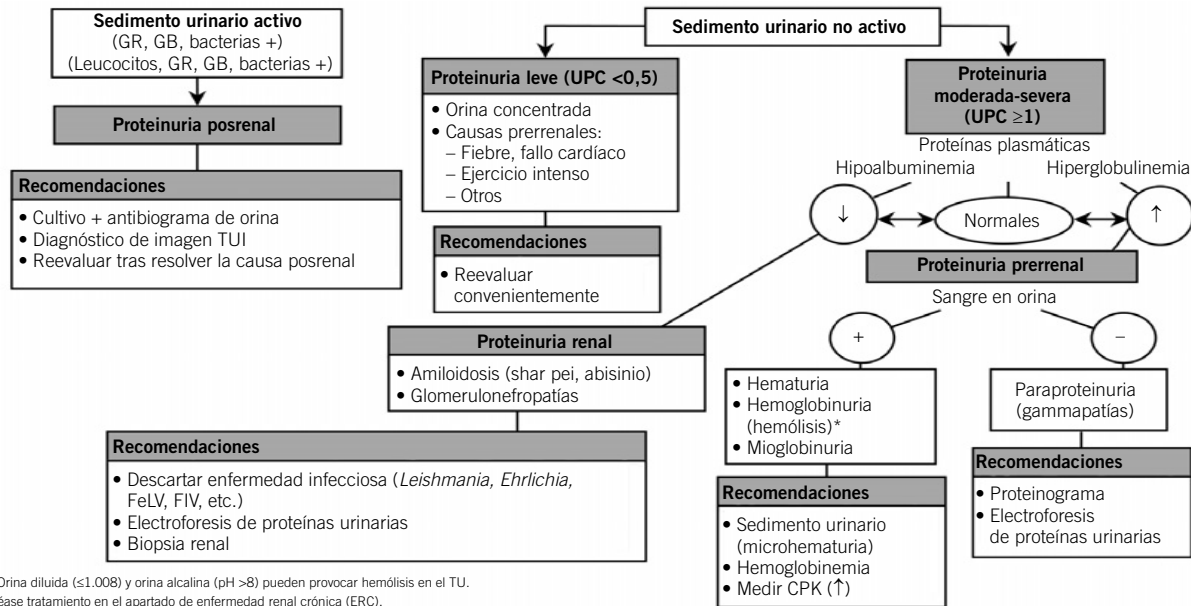 Sedimento urinario activo
(GR, GB, bacterias +)
(Leucocitos, GR, GB, bacterias +)
Proteinuria posrenal
Recomendaciones
• Cultivo + antibiograma de orina
• Diagnóstico de imagen TUI
• Reevaluar tras resolver la causa posrenal
Sedimento urinario no activo
Proteinuria leve (UPC <0,5)
• Orina concentrada
• Causas prerrenales:
– Fiebre, fallo cardíaco
– Ejercicio intenso
– Otros
Recomendaciones
• Reevaluar
convenientemente
Proteinuria
moderada-severa
(UPC ≥1)
Proteínas plasmáticas
Hipoalbuminemia
Hiperglobulinemia
↓
Normales
↑
Proteinuria prerrenal
Sangre en orina
+
−
Proteinuria renal
• Amiloidosis (shar pei, abisinio)
• Glomerulonefropatías
Recomendaciones
• Descartar enfermedad infecciosa (Leishmania, Ehrlichia,
FeLV, FIV, etc.)
• Electroforesis de proteínas urinarias
• Biopsia renal
• Hematuria
• Hemoglobinuria
(hemólisis)*
• Mioglobinuria
Recomendaciones
• Sedimento urinario
(microhematuria)
• Hemoglobinemia
• Medir CPK (↑)
Paraproteinuria
(gammapatías)
Recomendaciones
• Proteinograma
• Electroforesis
de proteínas urinarias
Orina diluida (≤1.008) y orina alcalina (pH >8) pueden provocar hemólisis en el TU.
éase tratamiento en el apartado de enfermedad renal crónica (ERC).